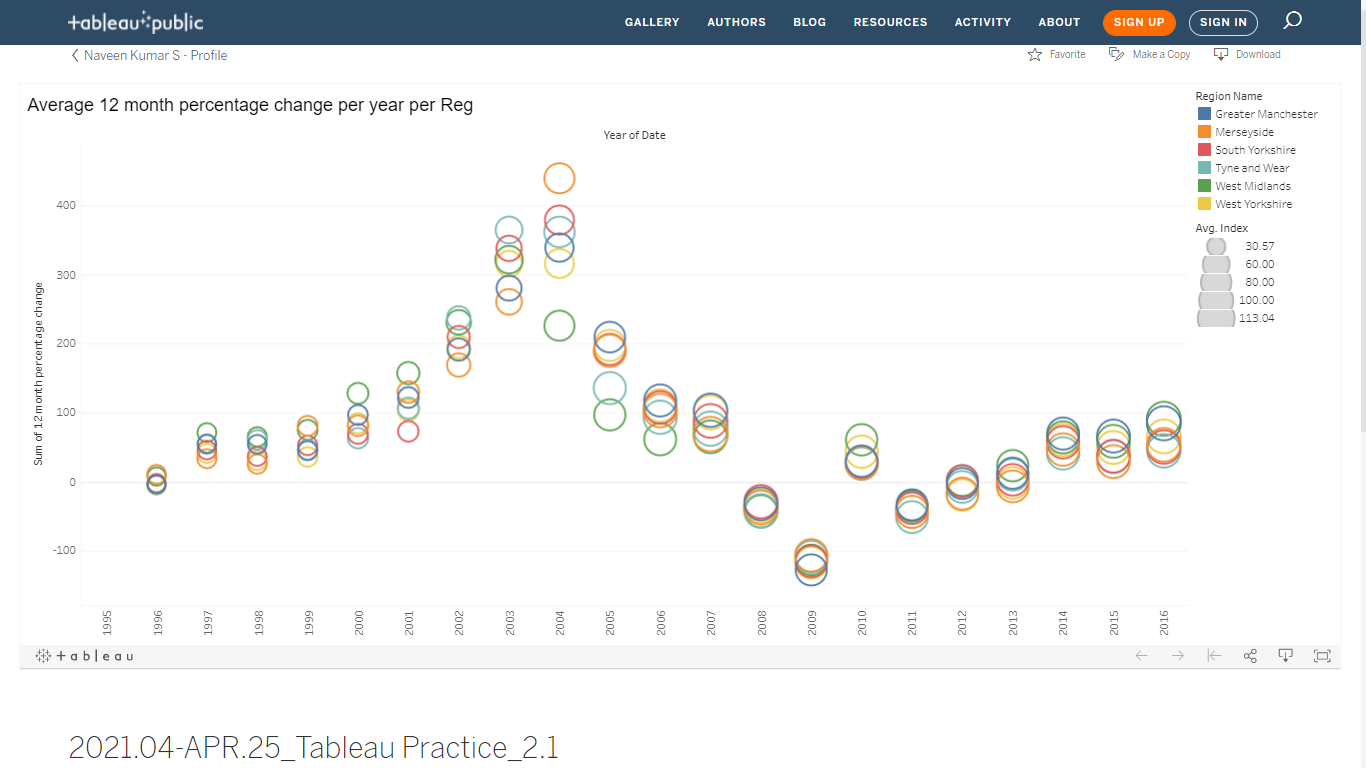 tableau public
GALLERY AUTHORS BLOG RESOURCES ACTIVITY ABOUT SIGN UP SIGN IN
Naveen Kumar S - Profile
Favorite Make a Copy Download
Average 12 month percentage change per year per Reg
Year of Date
Sum of 12 month percentage change
400
300
200
100
0
-100
1995 1996 1997 1998 1999 2000 2001 2002 2003 2004 2005 2006 2007 2008 2009 2010 2011 2012 2013 2014 2015 2016
Region Name
Greater Manchester
Merseyside
South Yorkshire
Tyne and Wear
West Midlands
West Yorkshire
Avg. Index
30.57
60.00
80.00
100.00
113.04
tableau
2021.04-APR.25_Tableau Practice_2.1